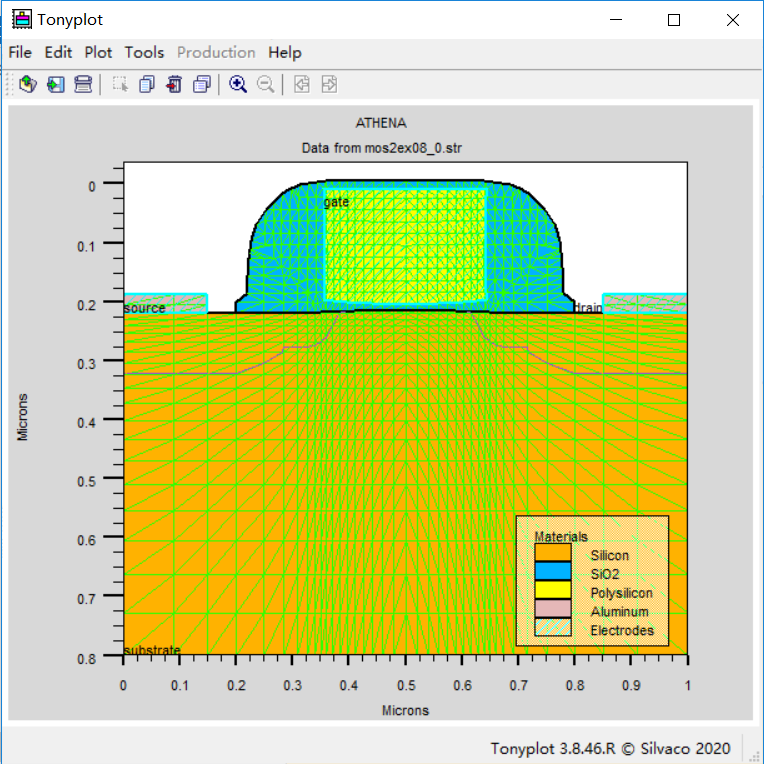 Tonyplot
File Edit Plot Tools Production Help
ATHENA
Data from mos2ex08_0.str
0
gate
0.1
0.2
source
drain
0.3
0.4
Microns
0.5
0.6
0.7
0.8
substrate
Materials
Silicon
SiO2
Polysilicon
Aluminum
Electrodes
0 0.1 0.2 0.3 0.4 0.5 0.6 0.7 0.8 0.9 1
Microns
Tonyplot 3.8.46.R © Silvaco 2020